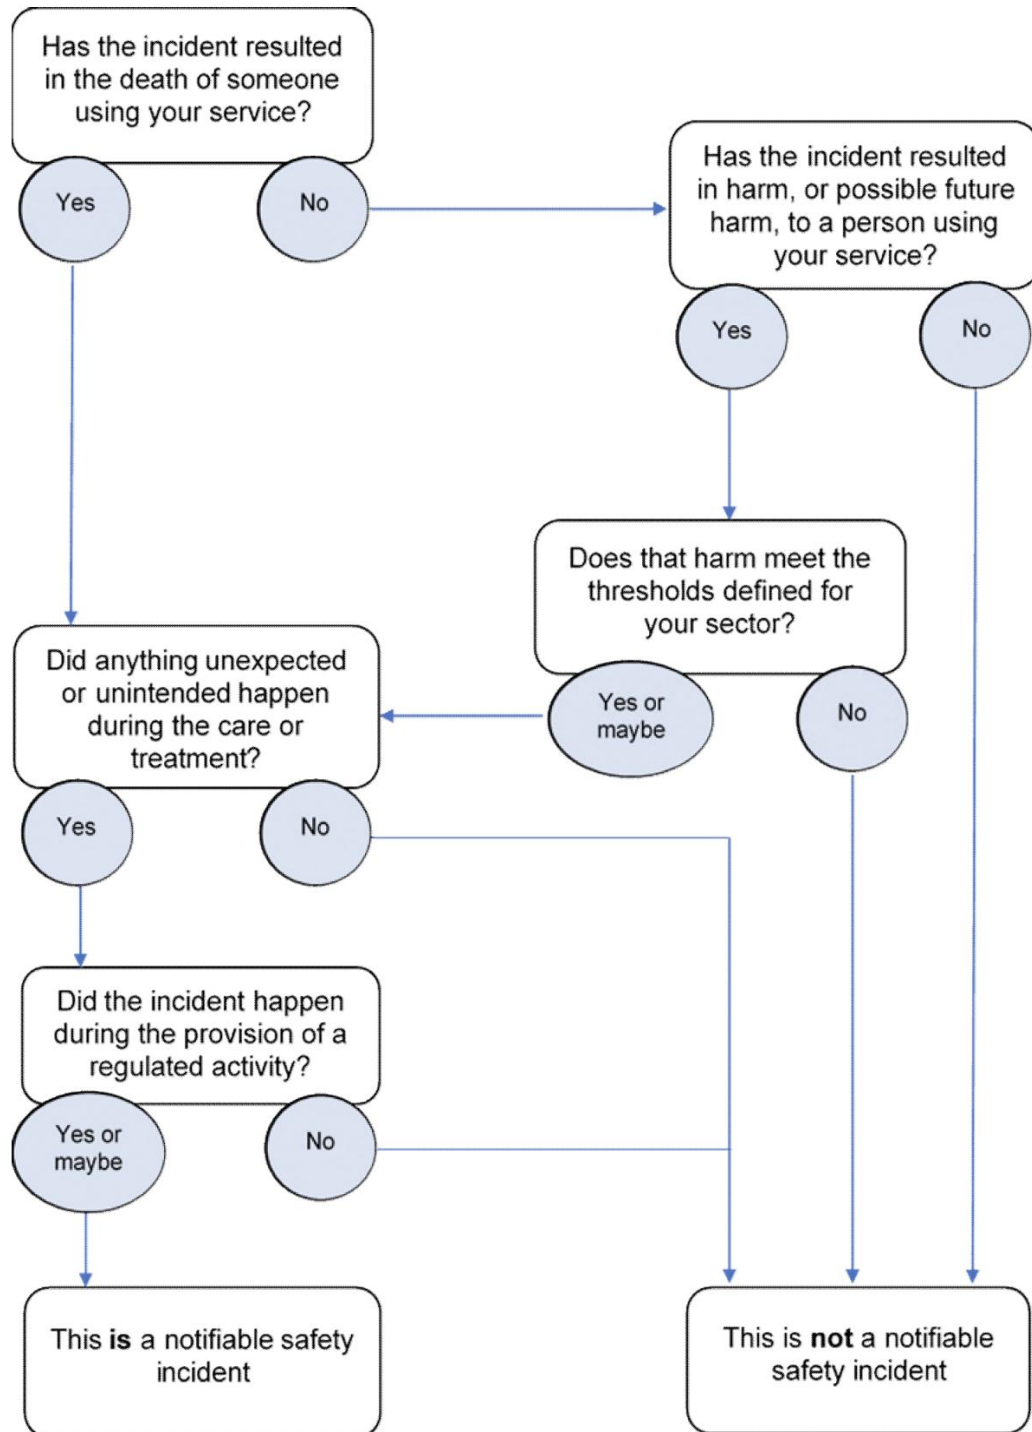 Has the incident resulted
in the death of someone
using your service?
Yes
No
Has the incident resulted
in harm, or possible future
harm, to a person using
your service?
Yes
No
Does that harm meet the
thresholds defined for
your sector?
Yes or
maybe
No
Did anything unexpected
or unintended happen
during the care or
treatment?
Yes
No
Did the incident happen
during the provision of a
regulated activity?
Yes or
maybe
No
This is a notifiable safety
incident
This is not a notifiable
safety incident